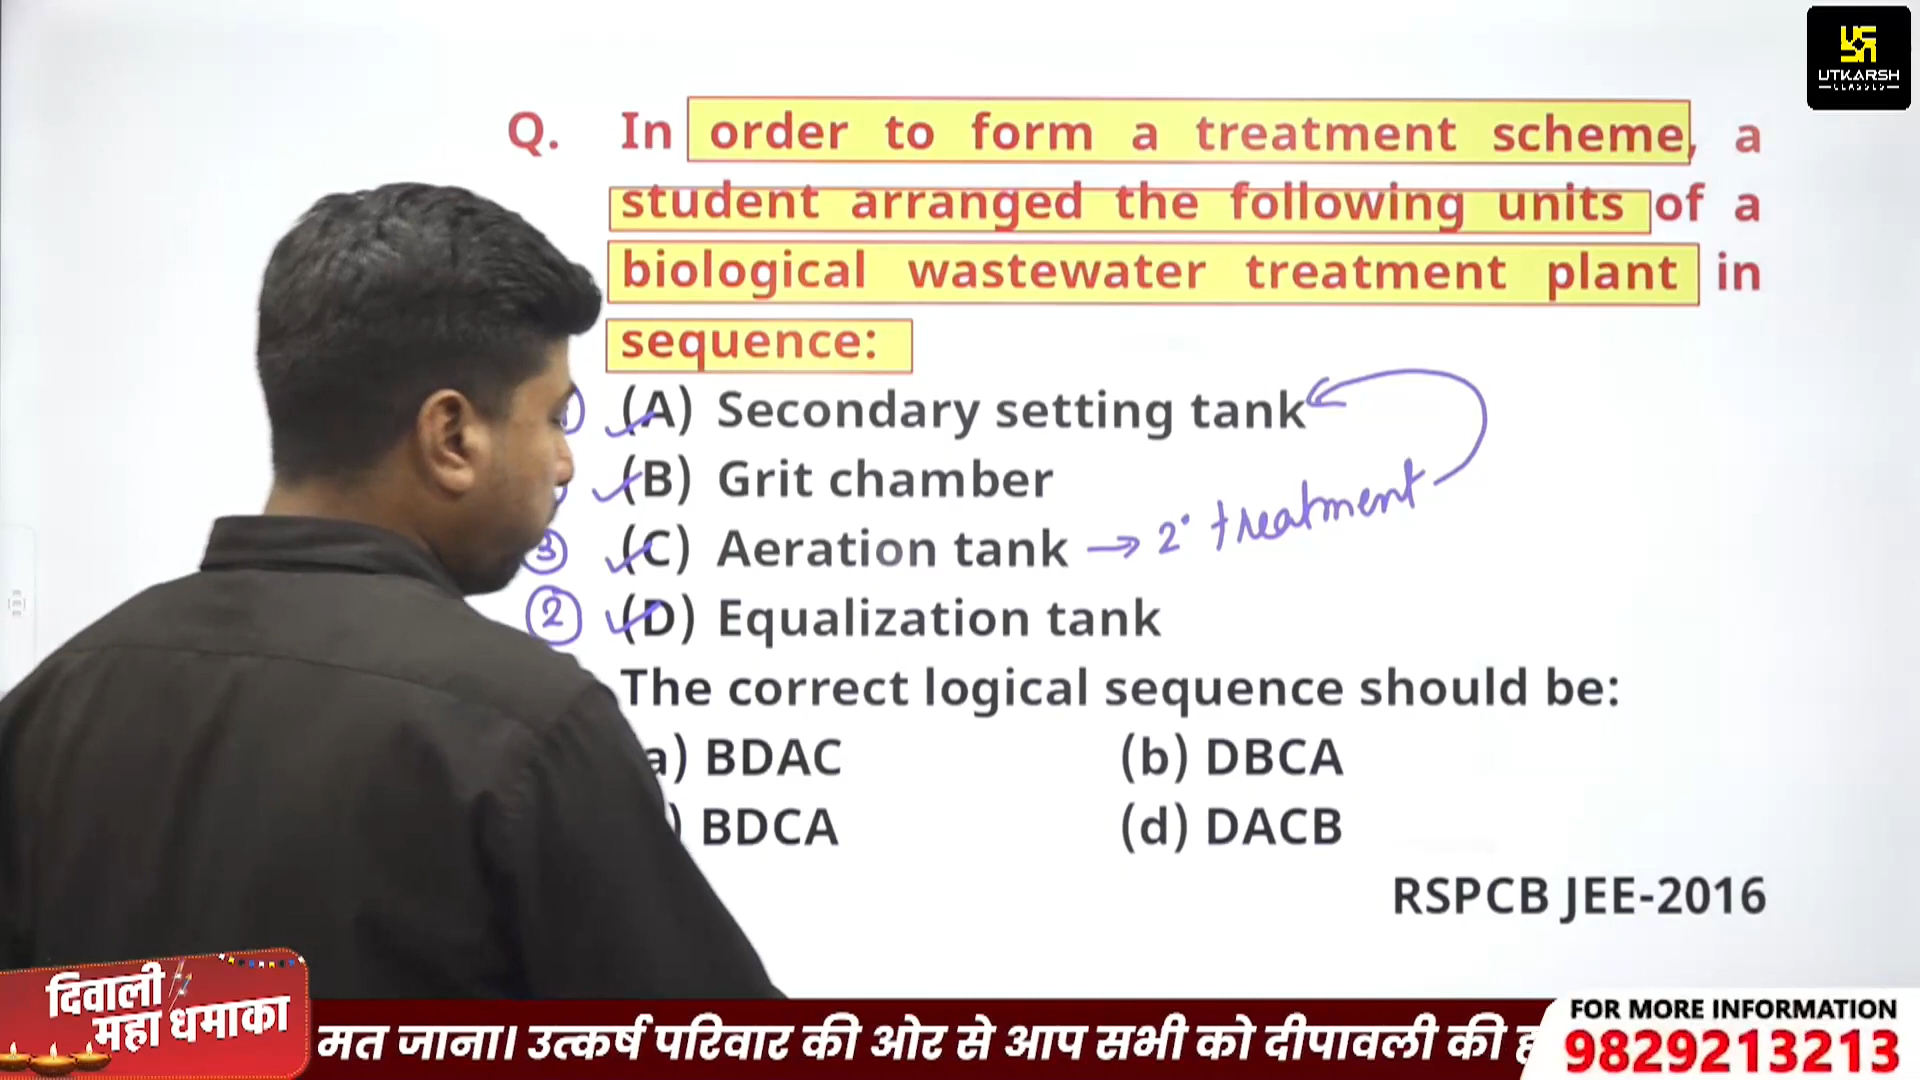 UTKARSH
CLASSES
Q. In order to form a treatment scheme, a
student arranged the following units of a
biological wastewater treatment plant in
sequence:
(A) Secondary setting tank
(B) Grit chamber
③ (C) Aeration tank → 2° treatment
② (D) Equalization tank
The correct logical sequence should be:
a) BDAC (b) DBCA
) BDCA (d) DACB
RSPCB JEE-2016
दिवाली
महा धमाका
मत जाना। उत्कर्ष परिवार की ओर से आप सभी को दीपावली की
FOR MORE INFORMATION
9829213213